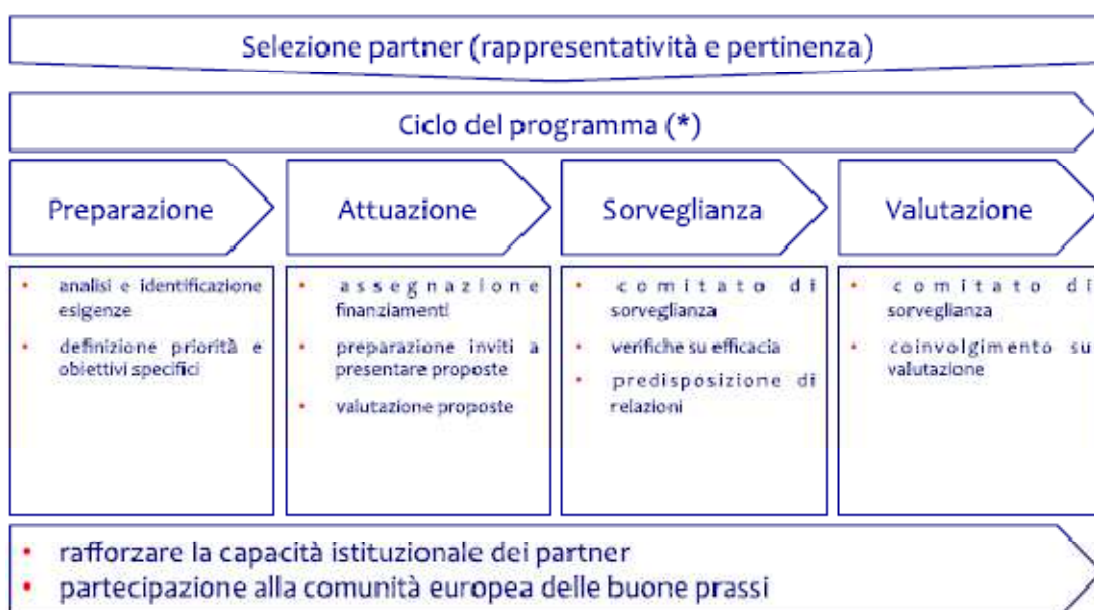 Selezione partner (rappresentatività e pertinenza)
Ciclo del programma (*)
Preparazione
Attuazione
Sorveglianza
Valutazione
• analisi e identificazione
esigenze
• definizione priorità e
obiettivi specifici
• assegnazione
finanziamenti
• preparazione inviti a
presentare proposte
• valutazione proposte
• comitato di
sorveglianza
• verifiche su efficacia
• predisposizione di
relazioni
• comitato di
sorveglianza
• coinvolgimento su
valutazione
• rafforzare la capacità istituzionale dei partner
• partecipazione alla comunità europea delle buone prassi